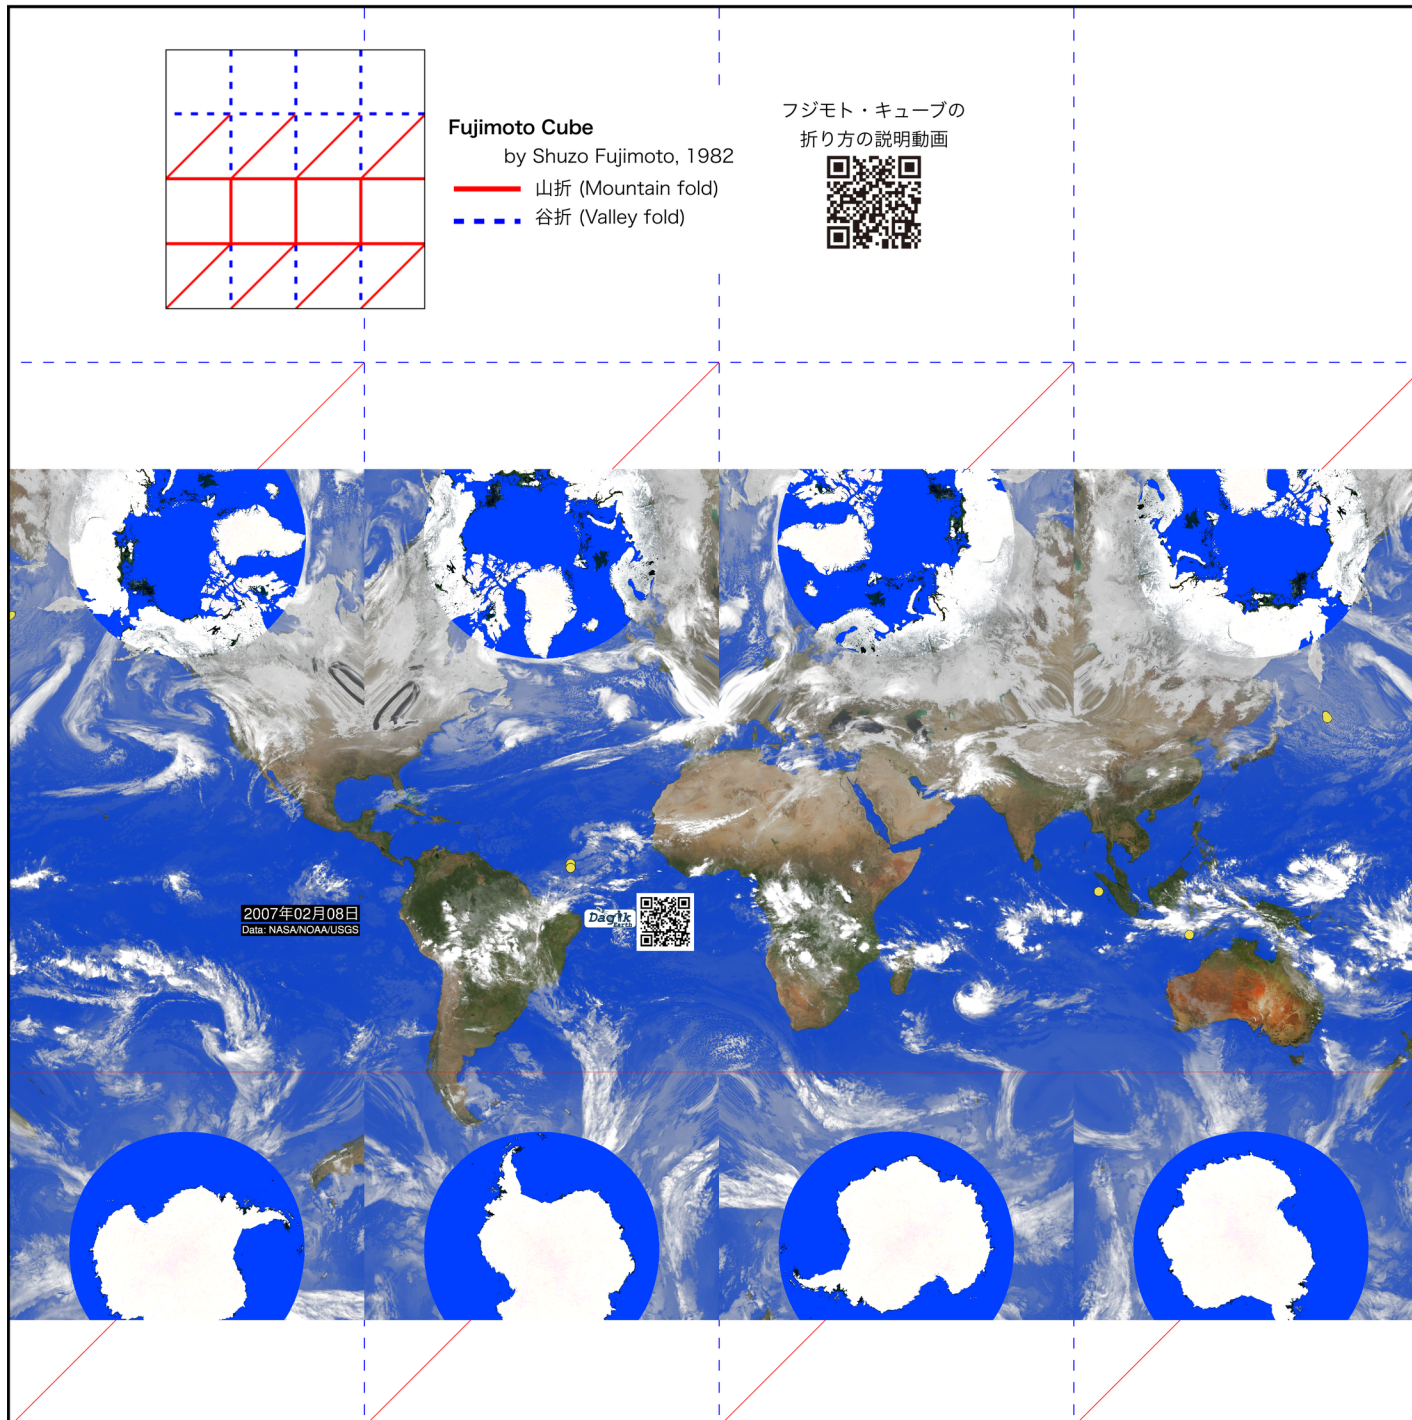 Fujimoto Cube
by Shuzo Fujimoto, 1982
山折 (Mountain fold)
谷折 (Valley fold)
フジモト・キューブの
折り方の説明動画
2007年02月08日
Data: NASA/NOAA/USGS
Dagik
Earth